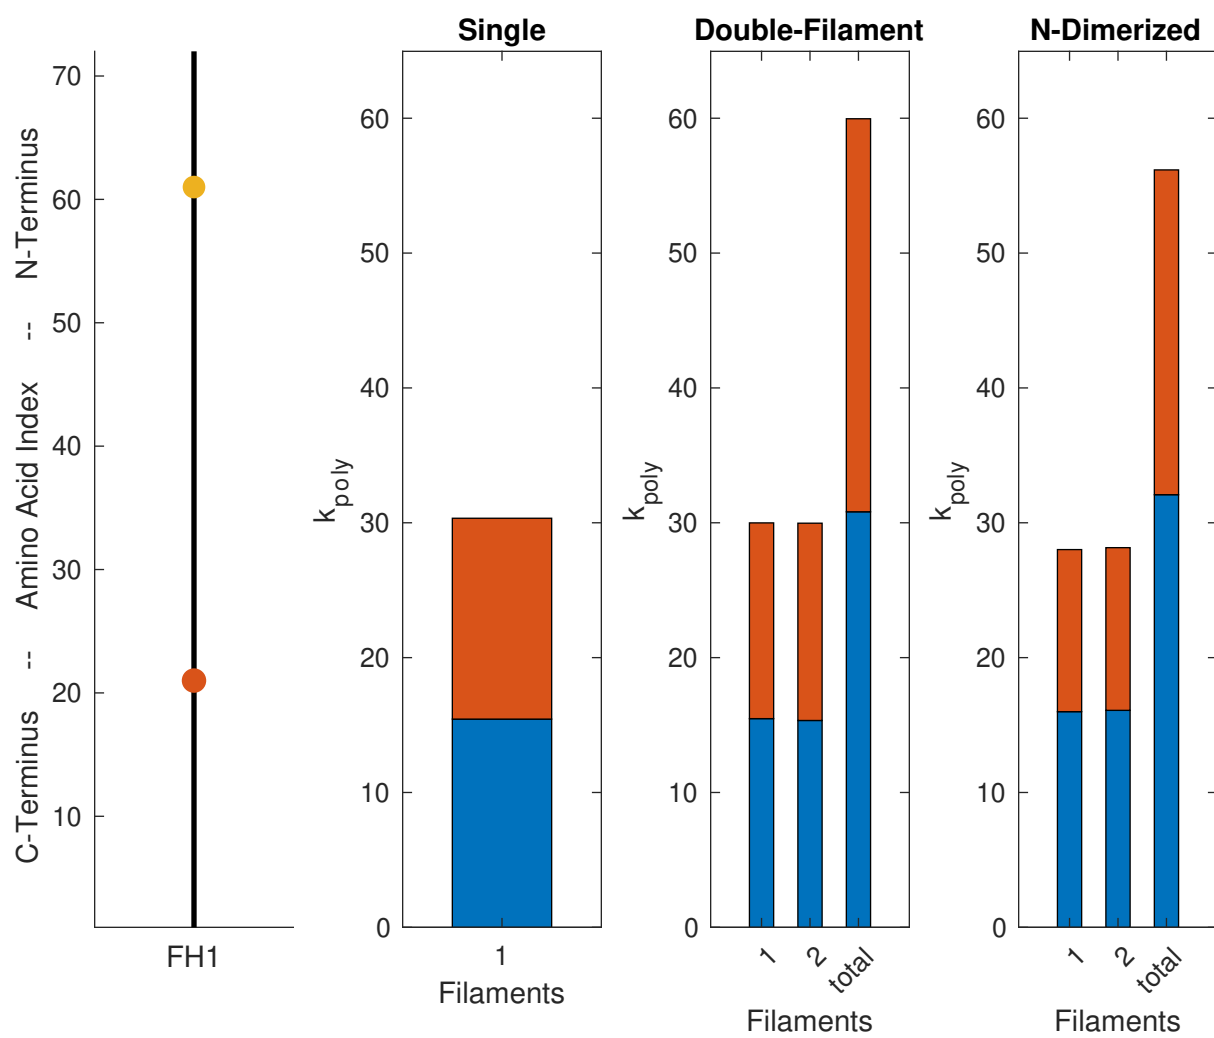 C-Terminus -- Amino Acid Index -- N-Terminus
70
60
50
40
30
20
10
FH1
Single
k_poly
60
50
40
30
20
10
0
1
Filaments
Double-Filament
k_poly
60
50
40
30
20
10
0
1
2
total
Filaments
N-Dimerized
k_poly
60
50
40
30
20
10
0
1
2
total
Filaments